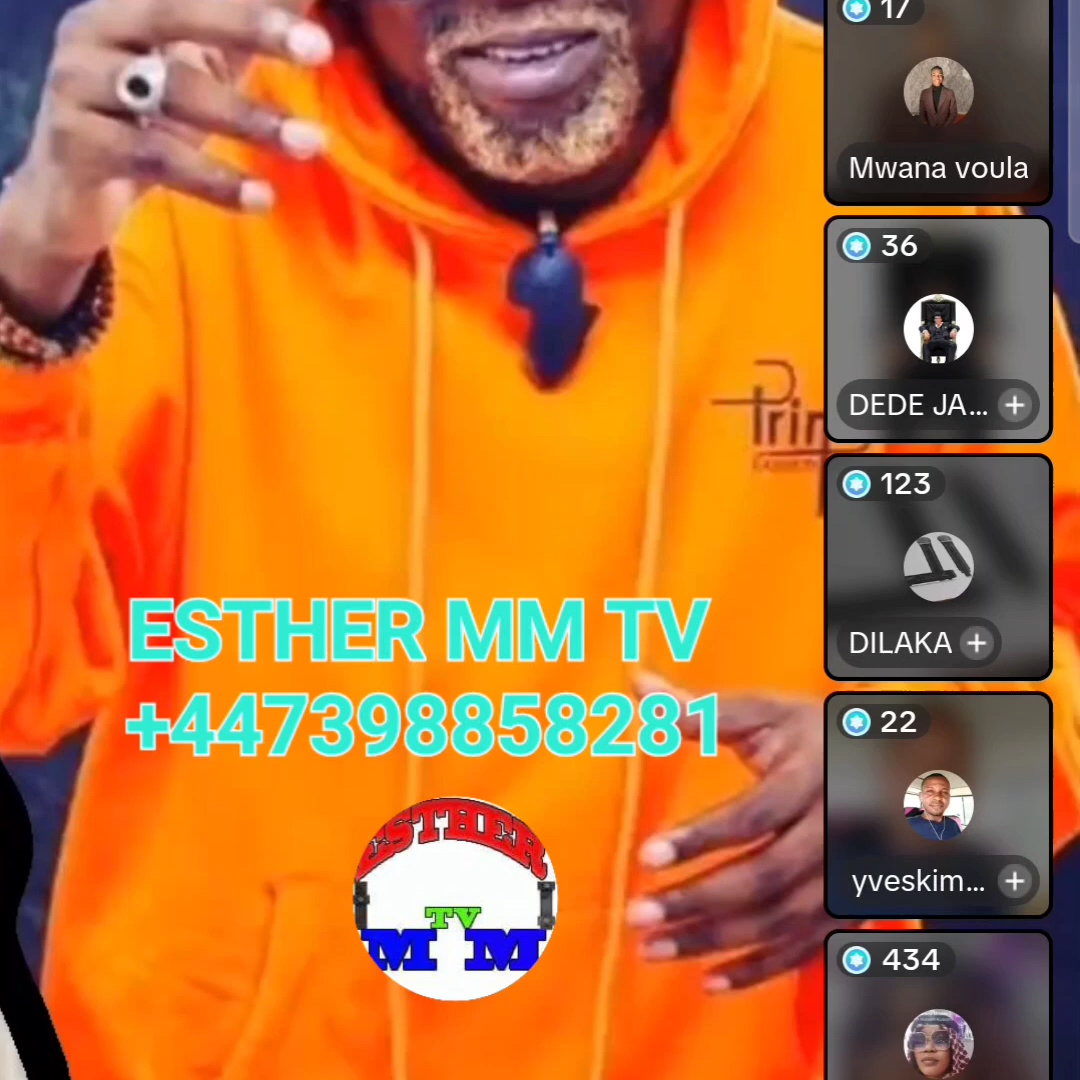 17
Mwana voula
36
DEDE JA...
123
DILAKA
22
yveskim...
434
ESTHER MM TV
+447398858281
ESTHER
TV
M M